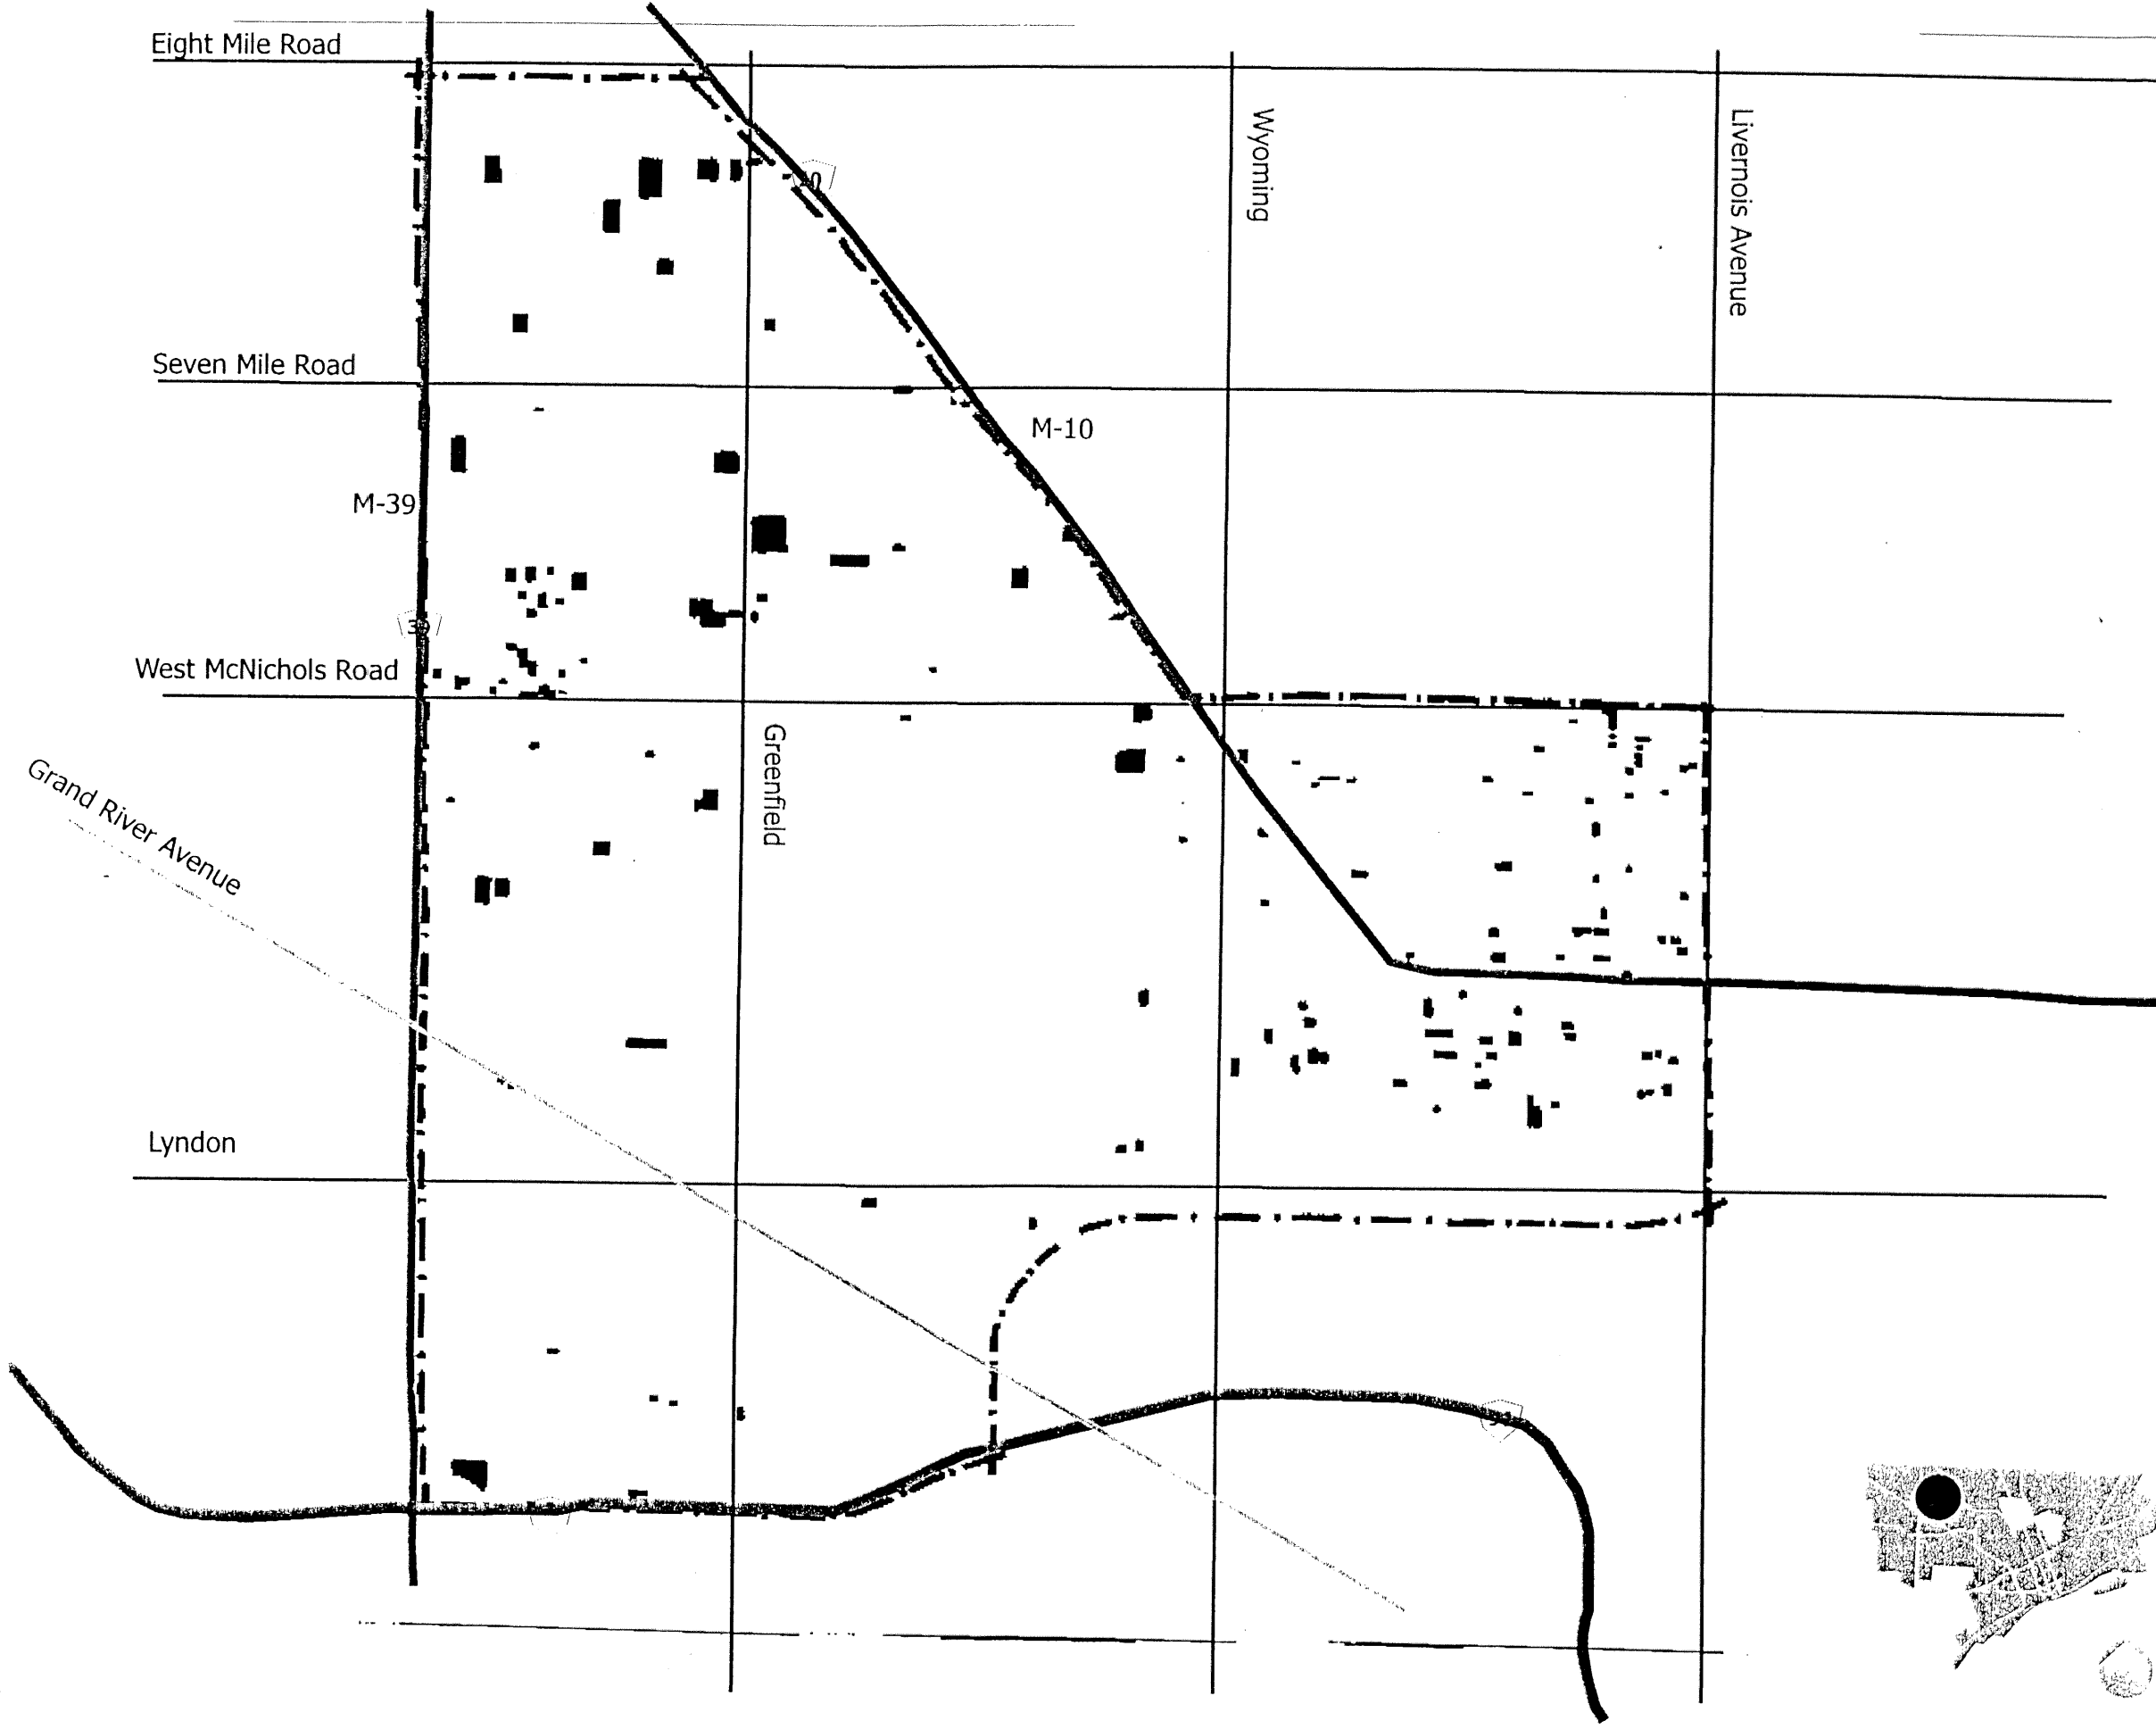 Eight Mile Road
Wyoming
Livernois Avenue
Seven Mile Road
M-10
M-39
39
West McNichols Road
Greenfield
Grand River Avenue
Lyndon